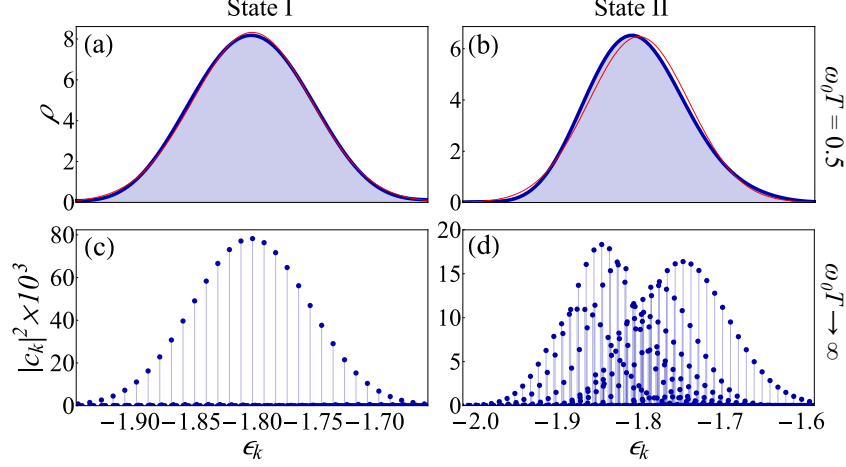 State I
State II
(a)
(b)
8
6
4
2
0
ρ
6
4
2
0
ω₀T = 0.5
(c)
(d)
80
60
40
20
0
|cₖ|² ×10³
20
15
10
5
0
ω₀T → ∞
−1.90 −1.85 −1.80 −1.75 −1.70
−2.0 −1.9 −1.8 −1.7 −1.6
ϵₖ
ϵₖ